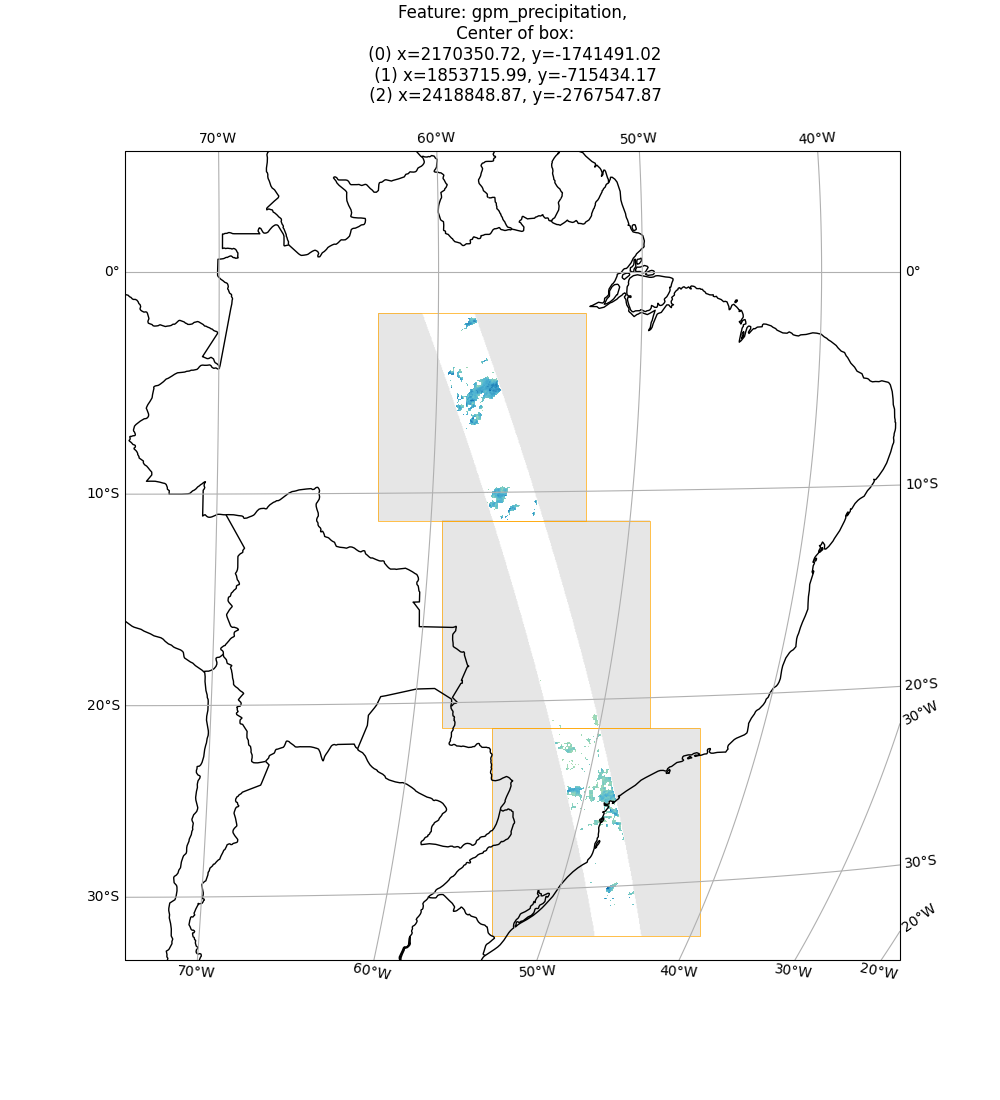 Feature: gpm_precipitation,
Center of box:
(0) x=2170350.72, y=-1741491.02
(1) x=1853715.99, y=-715434.17
(2) x=2418848.87, y=-2767547.87
70°W 60°W 50°W 40°W
0° 0°
10°S 10°S
20°S 20°S
30°W
30°S 30°S
20°W
70°W 60°W 50°W 40°W 30°W 20°W